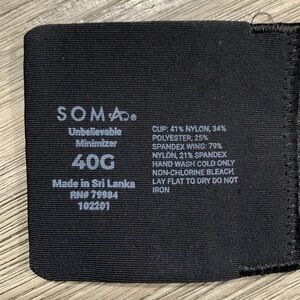 SOMA®
Unbelievable
Minimizer
40G
Made in Sri Lanka
RN# 79984
102201
CUP: 41% NYLON, 34%
POLYESTER, 25%
SPANDEX WING: 79%
NYLON, 21% SPANDEX
HAND WASH COLD ONLY
NON-CHLORINE BLEACH
LAY FLAT TO DRY DO NOT
IRON